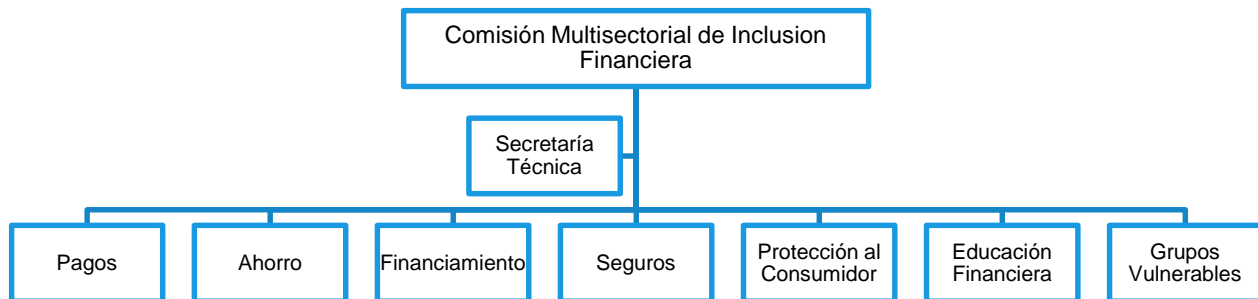 Comisión Multisectorial de Inclusion
Financiera
Secretaría
Técnica
Pagos
Ahorro
Financiamiento
Seguros
Protección al
Consumidor
Educación
Financiera
Grupos
Vulnerables